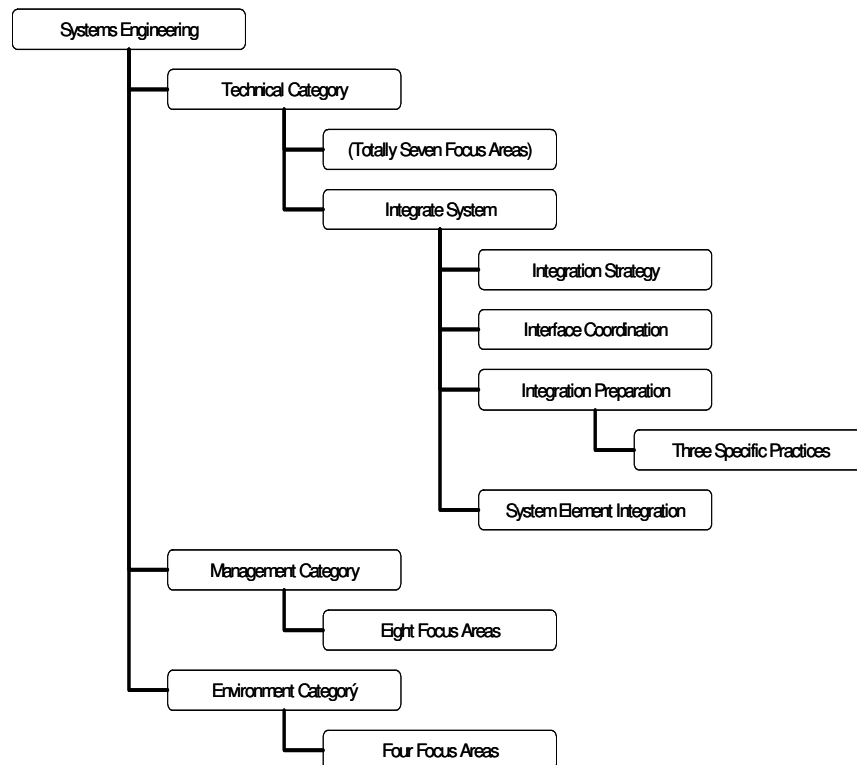 Systems Engineering
Technical Category
(Totally Seven Focus Areas)
Integrate System
Integration Strategy
Interface Coordination
Integration Preparation
Three Specific Practices
System Element Integration
Management Category
Eight Focus Areas
Environment Categorý
Four Focus Areas